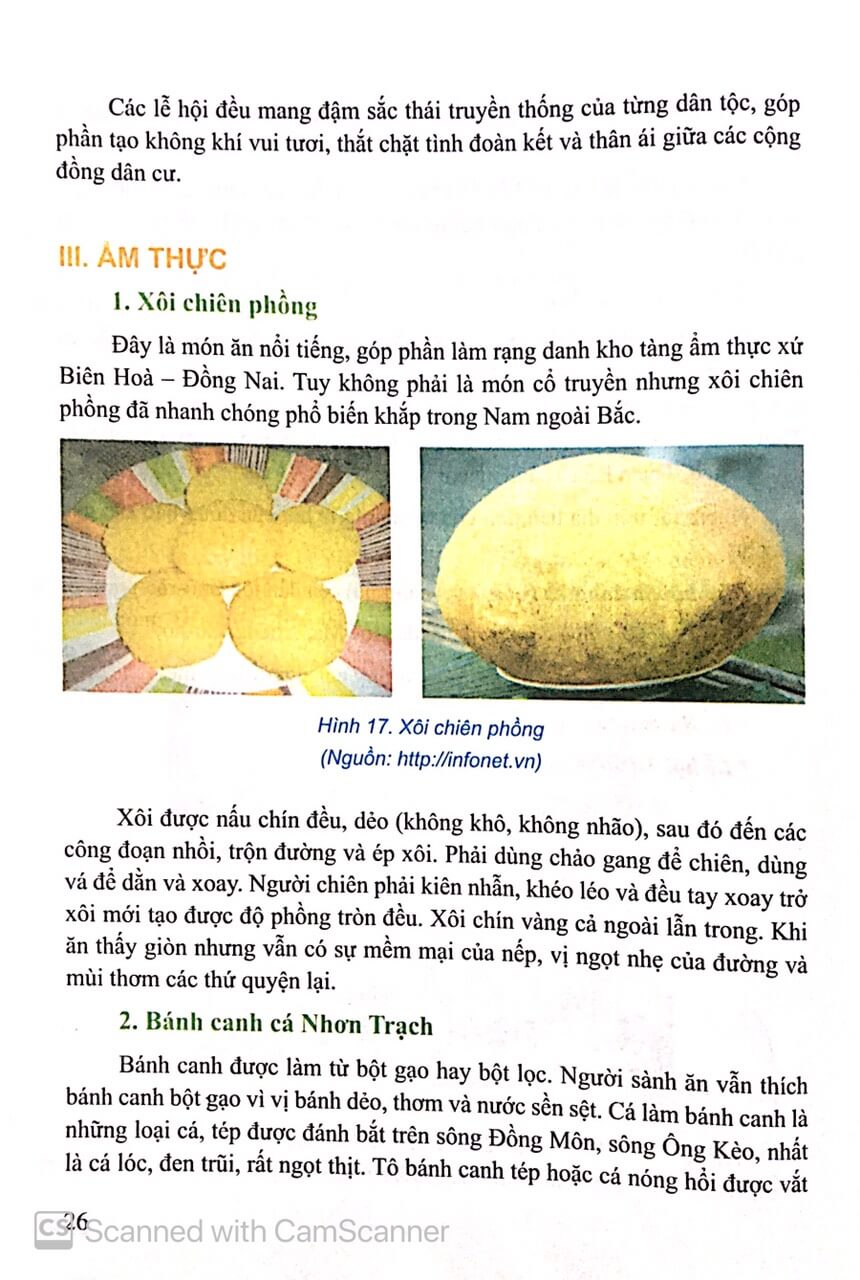 Các lễ hội đều mang đậm sắc thái truyền thống của từng dân tộc, góp
phần tạo không khí vui tươi, thắt chặt tình đoàn kết và thân ái giữa các cộng
đồng dân cư.
III. ẨM THỰC
1. Xôi chiên phồng
Đây là món ăn nổi tiếng, góp phần làm rạng danh kho tàng ẩm thực xứ
Biên Hoà – Đồng Nai. Tuy không phải là món cổ truyền nhưng xôi chiên
phồng đã nhanh chóng phổ biến khắp trong Nam ngoài Bắc.
Hình 17. Xôi chiên phồng
(Nguồn: http://infonet.vn)
Xôi được nấu chín đều, dẻo (không khô, không nhão), sau đó đến các
công đoạn nhồi, trộn đường và ép xôi. Phải dùng chảo gang để chiên, dùng
vá để dằn và xoay. Người chiên phải kiên nhẫn, khéo léo và đều tay xoay trở
xôi mới tạo được độ phồng tròn đều. Xôi chín vàng cả ngoài lẫn trong. Khi
ăn thấy giòn nhưng vẫn có sự mềm mại của nếp, vị ngọt nhẹ của đường và
mùi thơm các thứ quyện lại.
2. Bánh canh cá Nhơn Trạch
Bánh canh được làm từ bột gạo hay bột lọc. Người sành ăn vẫn thích
bánh canh bột gạo vì vị bánh dẻo, thơm và nước sền sệt. Cá làm bánh canh là
những loại cá, tép được đánh bắt trên sông Đồng Môn, sông Ông Kèo, nhất
là cá lóc, đen trũi, rất ngọt thịt. Tô bánh canh tép hoặc cá nóng hổi được vắt
26
CS Scanned with CamScanner